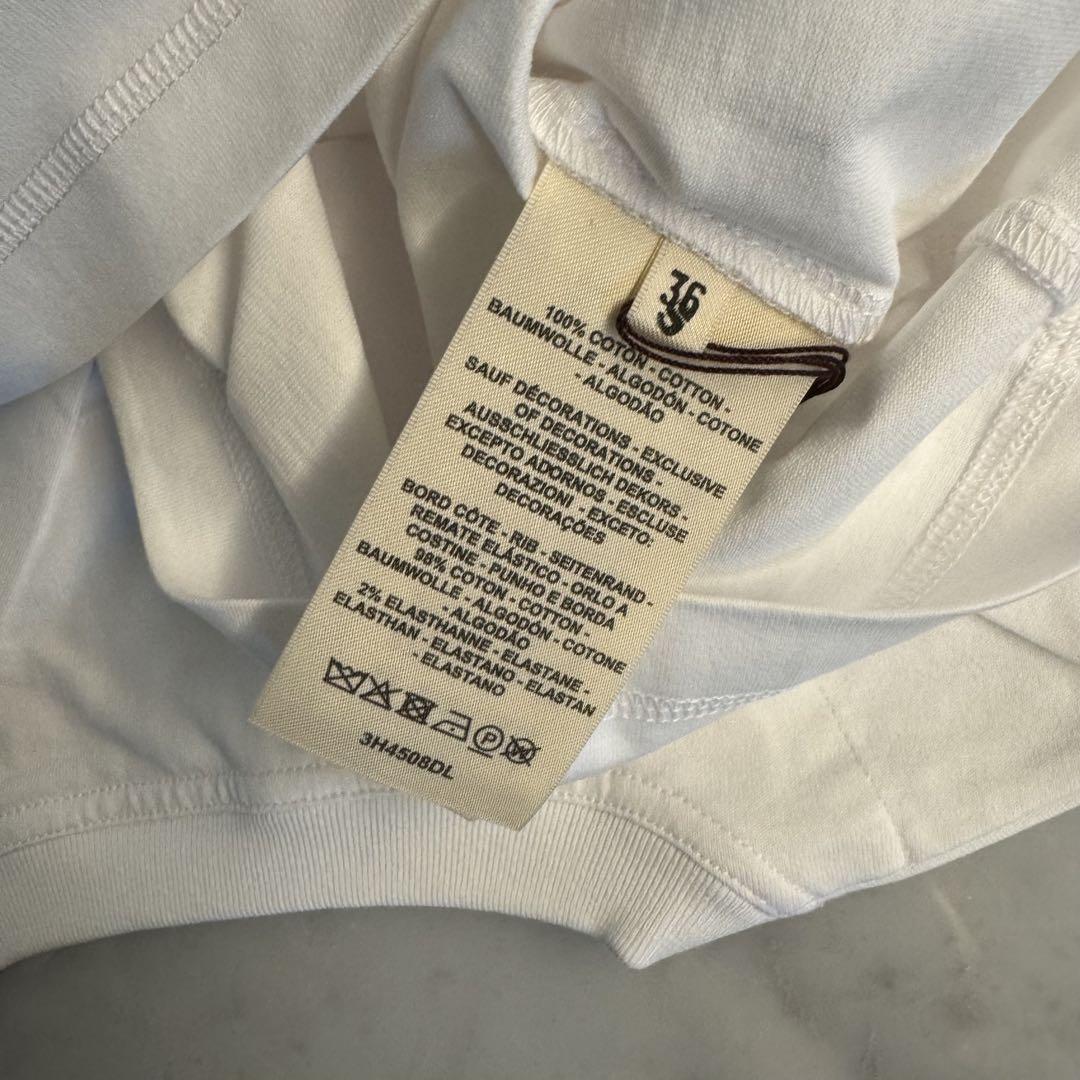 36
100% COTON - COTTON -
BAUMWOLLE - ALGODÓN - COTONE
- ALGODÃO
SAUF DÉCORATIONS - EXCLUSIVE
OF DECORATIONS -
AUSSCHLIESSLICH DEKORS -
EXCEPTO ADORNOS - ESCLUSE
DECORAZIONI - EXCETO:
DECORAÇÕES
BORD CÔTE - RIB - SEITENRAND -
REMATE ELÁSTICO - ORLO A
COSTINE - PUNHO E BORDA
98% COTON - COTTON -
BAUMWOLLE - ALGODÓN - COTONE
- ALGODÃO
2% ELASTHANNE - ELASTANE -
ELASTHAN - ELASTANO - ELASTAN
- ELASTANO
P W
3H4508DL